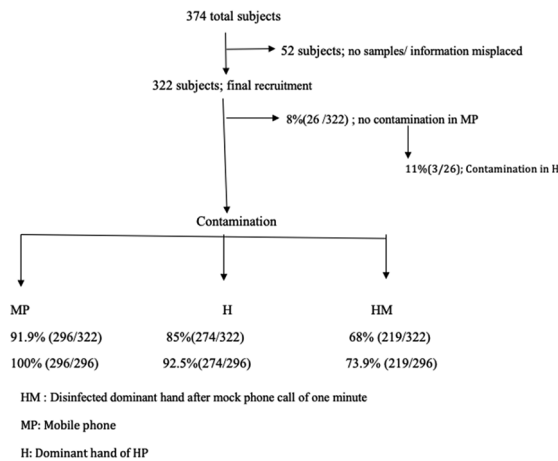 374 total subjects
52 subjects; no samples/ information misplaced
322 subjects; final recruitment
8%(26 /322) ; no contamination in MP
11%(3/26); Contamination in H
Contamination
MP H HM
91.9% (296/322) 85%(274/322) 68% (219/322)
100% (296/296) 92.5%(274/296) 73.9% (219/296)
HM : Disinfected dominant hand after mock phone call of one minute
MP: Mobile phone
H: Dominant hand of HP